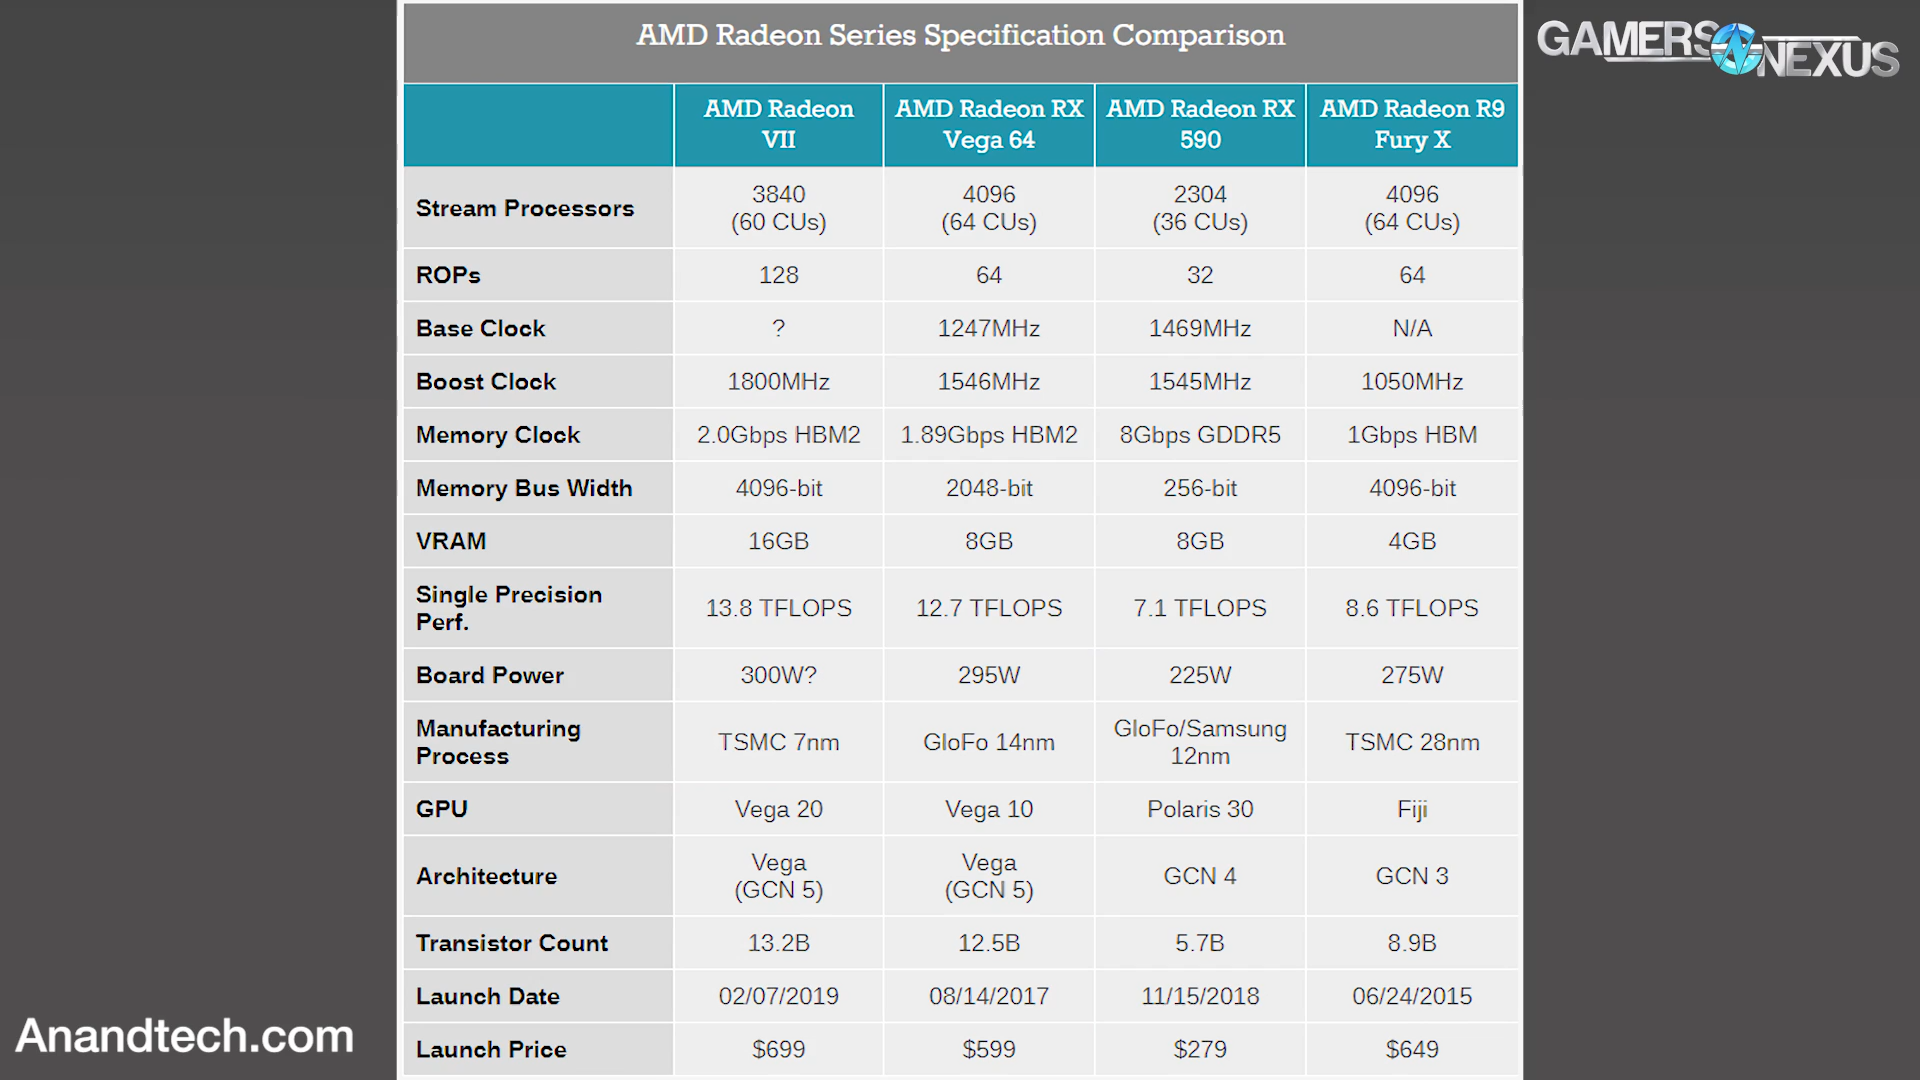 AMD Radeon Series Specification Comparison
GAMERS NEXUS
AMD Radeon VII AMD Radeon RX Vega 64 AMD Radeon RX 590 AMD Radeon R9 Fury X
Stream Processors 3840 (60 CUs) 4096 (64 CUs) 2304 (36 CUs) 4096 (64 CUs)
ROPs 128 64 32 64
Base Clock ? 1247MHz 1469MHz N/A
Boost Clock 1800MHz 1546MHz 1545MHz 1050MHz
Memory Clock 2.0Gbps HBM2 1.89Gbps HBM2 8Gbps GDDR5 1Gbps HBM
Memory Bus Width 4096-bit 2048-bit 256-bit 4096-bit
VRAM 16GB 8GB 8GB 4GB
Single Precision Perf. 13.8 TFLOPS 12.7 TFLOPS 7.1 TFLOPS 8.6 TFLOPS
Board Power 300W? 295W 225W 275W
Manufacturing Process TSMC 7nm GloFo 14nm GloFo/Samsung 12nm TSMC 28nm
GPU Vega 20 Vega 10 Polaris 30 Fiji
Architecture Vega (GCN 5) Vega (GCN 5) GCN 4 GCN 3
Transistor Count 13.2B 12.5B 5.7B 8.9B
Launch Date 02/07/2019 08/14/2017 11/15/2018 06/24/2015
Launch Price $699 $599 $279 $649
Anandtech.com